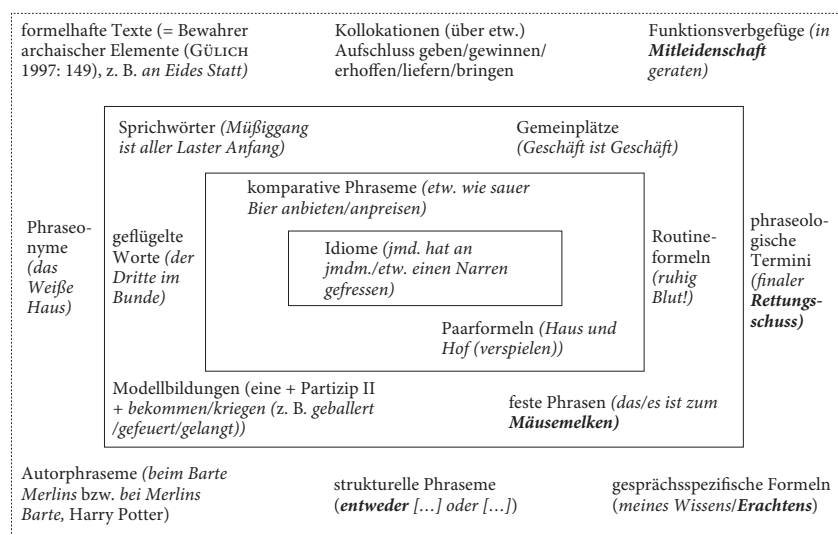 formelhafte Texte (= Bewahrer
archaischer Elemente (GÜLICH
1997: 149), z. B. an Eides Statt)
Kollokationen (über etw.)
Aufschluss geben/gewinnen/
erhoffen/liefern/bringen
Funktionsverbgefüge (in
Mitleidenschaft
geraten)
Sprichwörter (Müßiggang
ist aller Laster Anfang)
Gemeinplätze
(Geschäft ist Geschäft)
komparative Phraseme (etw. wie sauer
Bier anbieten/anpreisen)
Phraseo-
nyme
(das
Weiße
Haus)
geflügelte
Worte (der
Dritte im
Bunde)
Idiome (jmd. hat an
jmdm./etw. einen Narren
gefressen)
Routine-
formeln
(ruhig
Blut!)
phraseolo-
gische
Termini
(finaler
Rettungs-
schuss)
Paarformeln (Haus und
Hof (verspielen))
Modellbildungen (eine + Partizip II
+ bekommen/kriegen (z. B. geballert
/gefeuert/gelangt))
feste Phrasen (das/es ist zum
Mäusemelken)
Autorphraseme (beim Barte
Merlins bzw. bei Merlins
Barte, Harry Potter)
strukturelle Phraseme
(entweder [...] oder [...])
gesprächsspezifische Formeln
(meines Wissens/Erachtens)